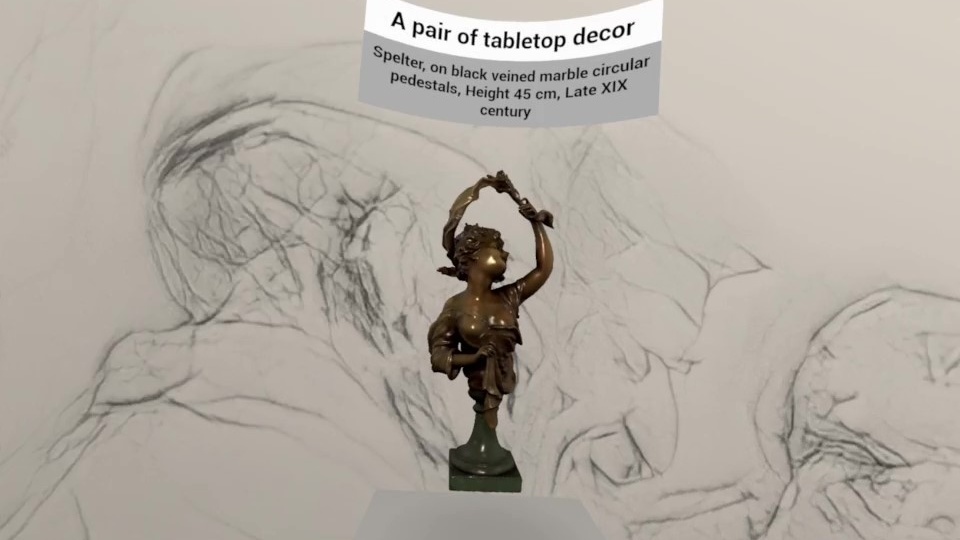 A pair of tabletop decor
Spelter, on black veined marble circular
pedestals, Height 45 cm, Late XIX
century